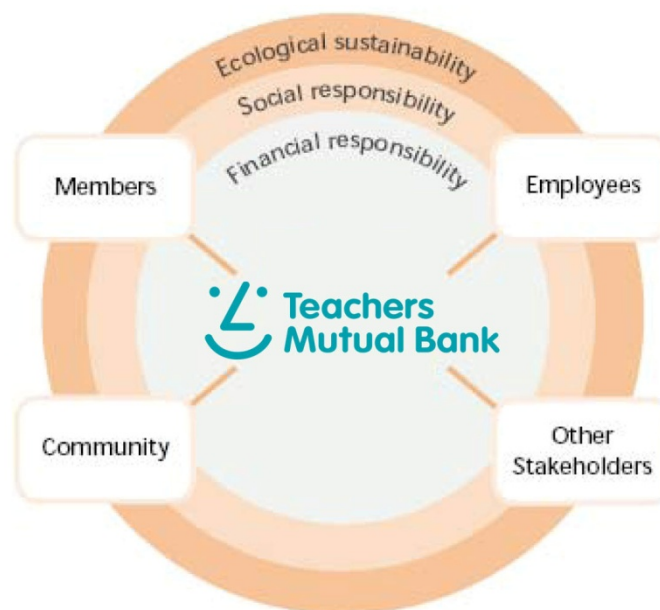 Ecological sustainability
Social responsibility
Financial responsibility
Members
Employees
Teachers
Mutual Bank
Community
Other
Stakeholders